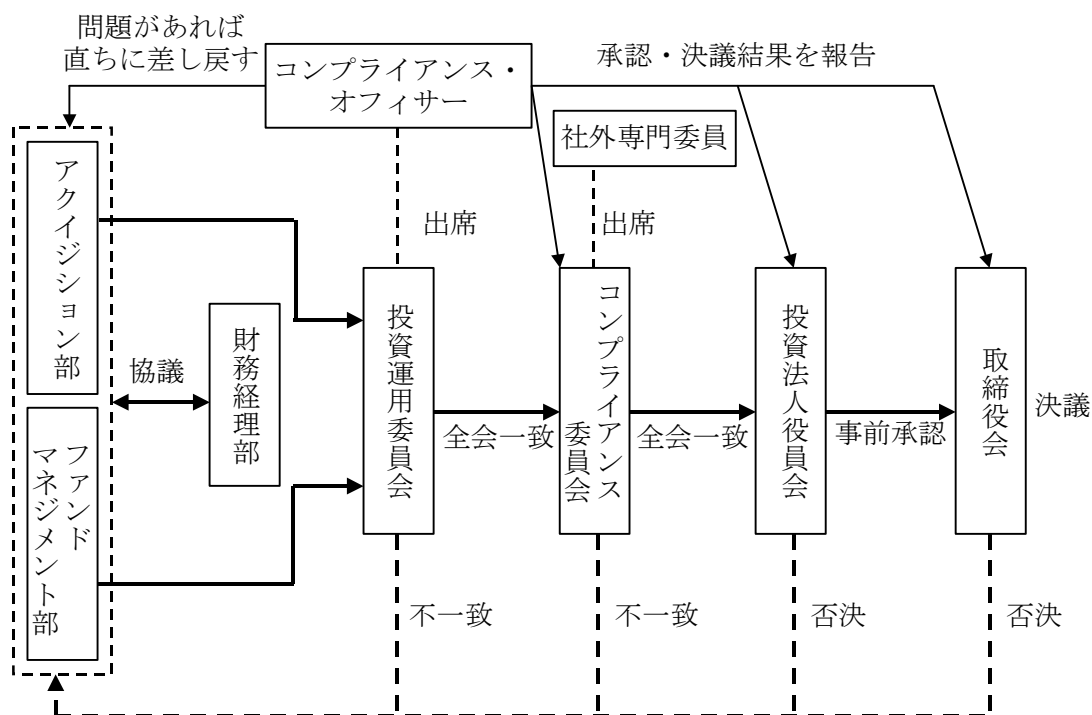 問題があれば
直ちに差し戻す
コンプライアンス・
オフィサー
承認・決議結果を報告
社外専門委員
アクイジション部
出席
出席
財務経理部
協議
投資運用委員会
コンプライアンス
委員会
投資法人役員会
取締役会
決議
全会一致
全会一致
事前承認
ファンド
マネジメント部
不一致
不一致
否決
否決